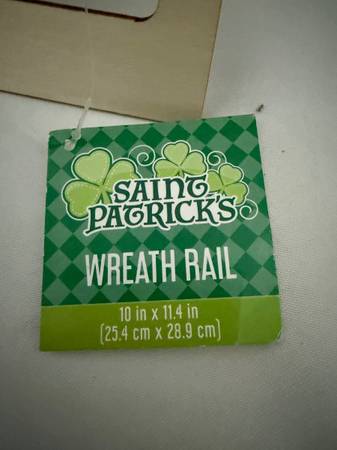 SAINT
PATRICK'S
WREATH RAIL
10 in x 11.4 in
(25.4 cm x 28.9 cm)